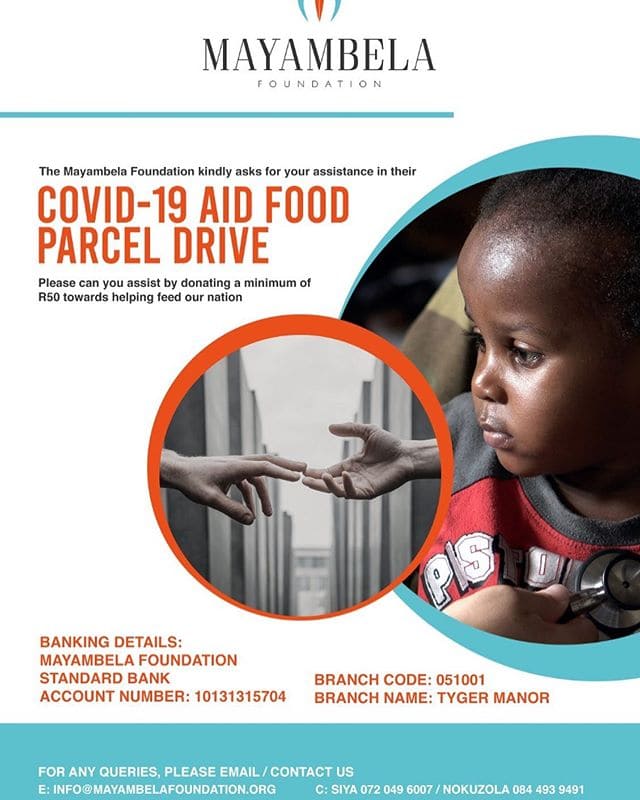 MAYAMBELA
FOUNDATION
The Mayambela Foundation kindly asks for your assistance in their
COVID-19 AID FOOD
PARCEL DRIVE
Please can you assist by donating a minimum of
R50 towards helping feed our nation
PISTO
BANKING DETAILS:
MAYAMBELA FOUNDATION
STANDARD BANK
ACCOUNT NUMBER: 10131315704
BRANCH CODE: 051001
BRANCH NAME: TYGER MANOR
FOR ANY QUERIES, PLEASE EMAIL / CONTACT US
E: INFO@MAYAMBELAFOUNDATION.ORG C: SIYA 072 049 6007 / NOKUZOLA 084 493 9491